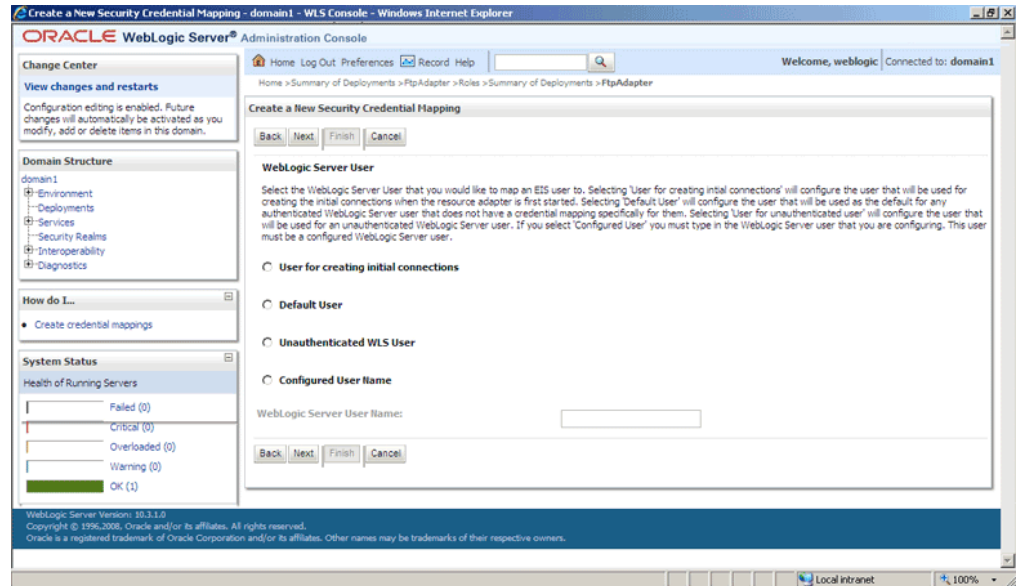 Create a New Security Credential Mapping - domain1 - WLS Console - Windows Internet Explorer
ORACLE WebLogic Server® Administration Console
Change Center
View changes and restarts
Configuration editing is enabled. Future
changes will automatically be activated as you
modify, add or delete items in this domain.
Domain Structure
domain1
Environment
Deployments
Services
Security Realms
Interoperability
Diagnostics
How do I...
Create credential mappings
System Status
Health of Running Servers
Failed (0)
Critical (0)
Overloaded (0)
Warning (0)
OK (1)
Home Log Out Preferences Record Help
Welcome, weblogic Connected to: domain1
Home >Summary of Deployments >FtpAdapter >Roles >Summary of Deployments >FtpAdapter
Create a New Security Credential Mapping
Back Next Finish Cancel
WebLogic Server User
Select the WebLogic Server User that you would like to map an EIS user to. Selecting 'User for creating intial connections' will configure the user that will be used for
creating the initial connections when the resource adapter is first started. Selecting 'Default User' will configure the user that will be used as the default for any
authenticated WebLogic Server user that does not have a credential mapping specifically for them. Selecting 'User for unauthenticated user' will configure the user that
will be used for an unauthenticated WebLogic Server user. If you select 'Configured User' you must type in the WebLogic Server user that you are configuring. This user
must be a configured WebLogic Server user.
User for creating initial connections
Default User
Unauthenticated WLS User
Configured User Name
WebLogic Server User Name:
Back Next Finish Cancel
WebLogic Server Version: 10.3.1.0
Copyright © 1996,2008, Oracle and/or its affiliates. All rights reserved.
Oracle is a registered trademark of Oracle Corporation and/or its affiliates. Other names may be trademarks of their respective owners.
Local intranet
100%